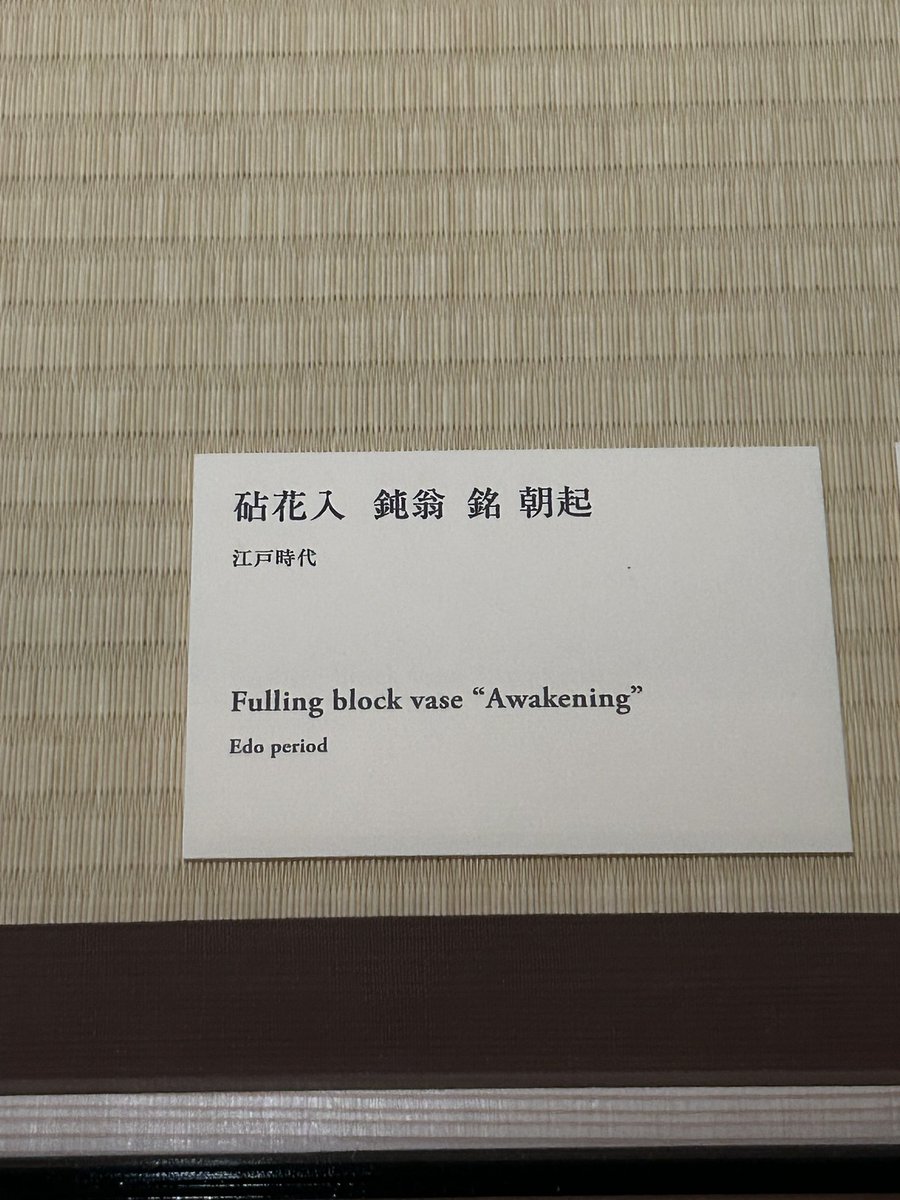 砧花入 鈍翁 銘 朝起
江戸時代
Fulling block vase “Awakening”
Edo period